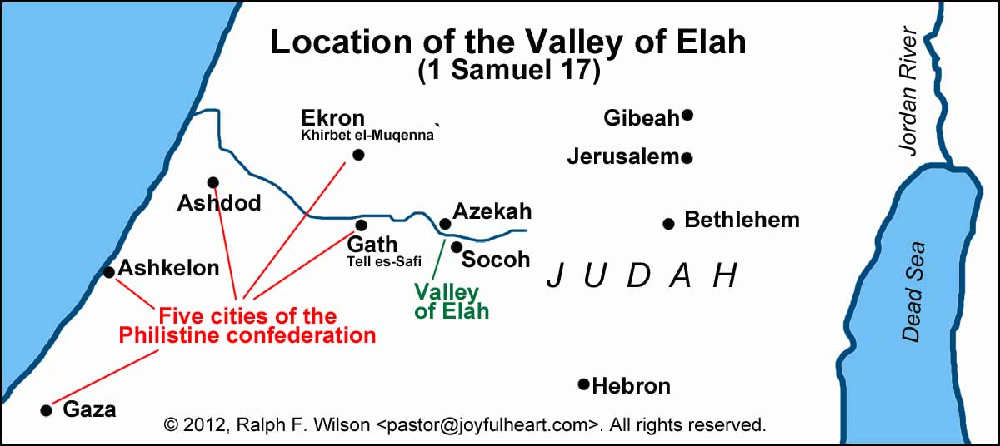 Location of the Valley of Elah
(1 Samuel 17)
Jordan River
Ekron
Khirbet el-Muqenna`
Gibeah
Jerusalem
Ashdod
Azekah
Bethlehem
Gath
Tell es-Safi
Socoh
Ashkelon
JUDAH
Valley
of Elah
Dead Sea
Five cities of the
Philistine confederation
Hebron
Gaza
© 2012, Ralph F. Wilson <pastor@joyfulheart.com>. All rights reserved.